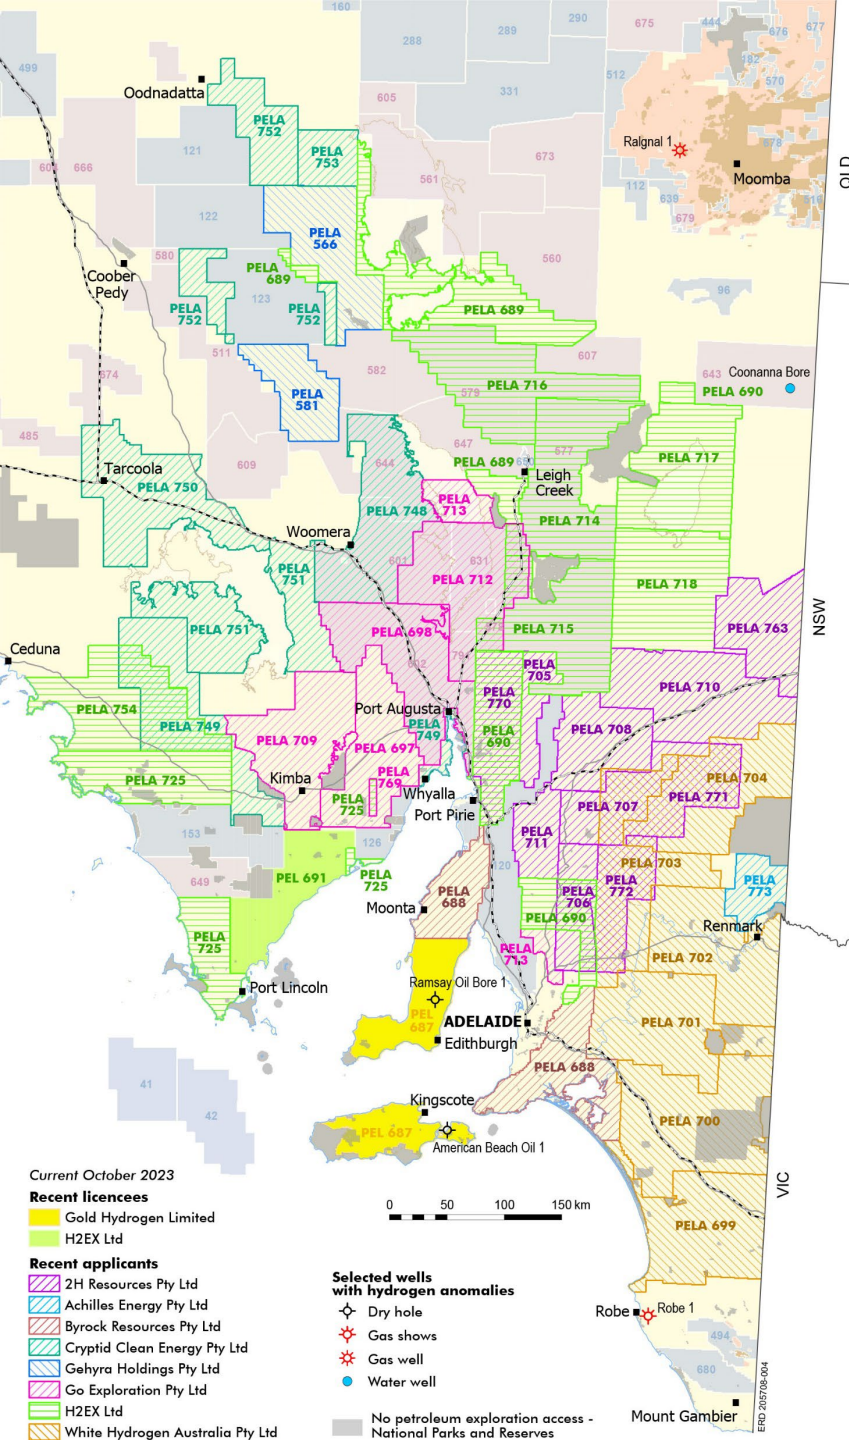 160
499
288
289
290
675
444
676
677
182
570
512
331
Oodnadatta
605
PELA
752
PELA
753
121
Ralgnal 1
Moomba
QLD
666
673
561
112
639
679
122
PELA
566
580
Coober
Pedy
PELA
689
560
123
PELA
752
PELA
752
PELA 689
96
511
582
607
PELA 716
579
643
Coonanna Bore
PELA 690
PELA
581
674
485
647
577
PELA 717
609
644
PELA 689
Leigh
Creek
Tarcoola
PELA 750
PELA
713
PELA 748
PELA 714
Woomera
PELA
751
631
PELA 712
PELA 718
PELA 763
NSW
PELA 751
PELA 698
PELA 715
602
Ceduna
PELA
705
PELA
770
PELA 710
PELA 754
PELA 749
Port Augusta
PELA
749
PELA
690
PELA 708
PELA 709
PELA 697
PELA
769
PELA 725
Kimba
PELA
725
Whyalla
Port Pirie
PELA 704
PELA 771
PELA 707
PELA
711
153
126
PEL 691
PELA
725
120
PELA 703
PELA
772
PELA
773
649
PELA
688
PELA
706
PELA 690
Moonta
PELA
725
PELA
713
Renmark
PELA 702
Port Lincoln
Ramsay Oil Bore 1
PEL
687
ADELAIDE
Edithburgh
PELA 701
PELA 688
41
42
Kingscote
PEL 687
American Beach Oil 1
PELA 700
VIC
PELA 699
Current October 2023
Recent licencees
Gold Hydrogen Limited
H2EX Ltd
Recent applicants
2H Resources Pty Ltd
Achilles Energy Pty Ltd
Byrock Resources Pty Ltd
Cryptid Clean Energy Pty Ltd
Gehyra Holdings Pty Ltd
Go Exploration Pty Ltd
H2EX Ltd
White Hydrogen Australia Pty Ltd
0 50 100 150 km
Selected wells
with hydrogen anomalies
Dry hole
Gas shows
Gas well
Water well
No petroleum exploration access -
National Parks and Reserves
Robe
Robe 1
494
680
Mount Gambier
ERD 205708-004